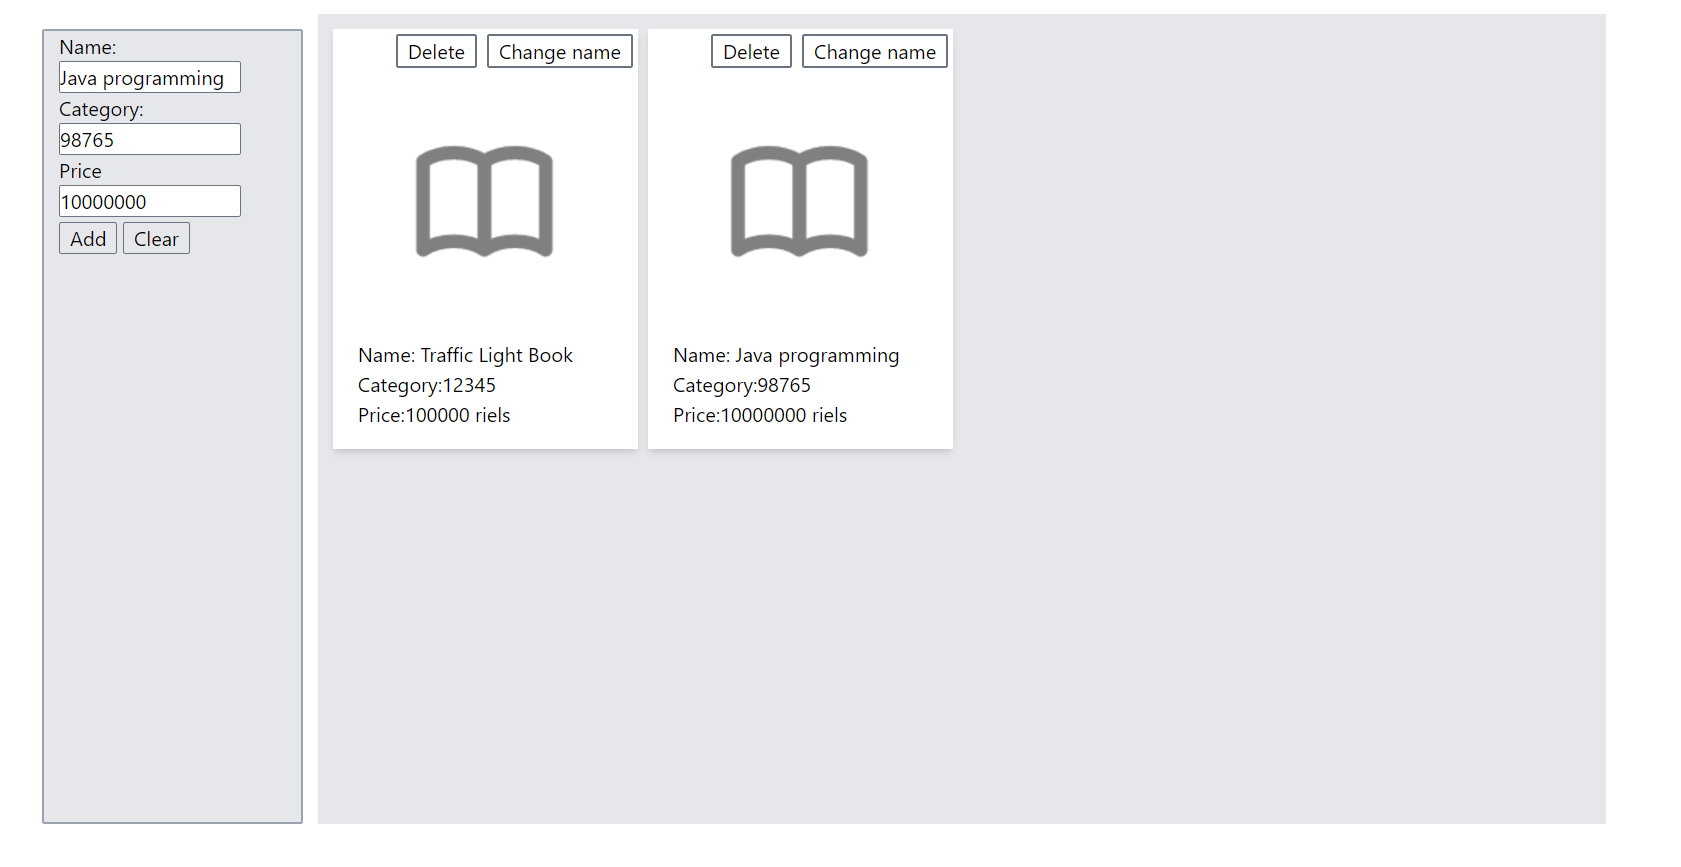 Name:
Java programming
Category:
98765
Price
10000000
Add Clear
Delete Change name
Name: Traffic Light Book
Category:12345
Price:100000 riels
Delete Change name
Name: Java programming
Category:98765
Price:10000000 riels